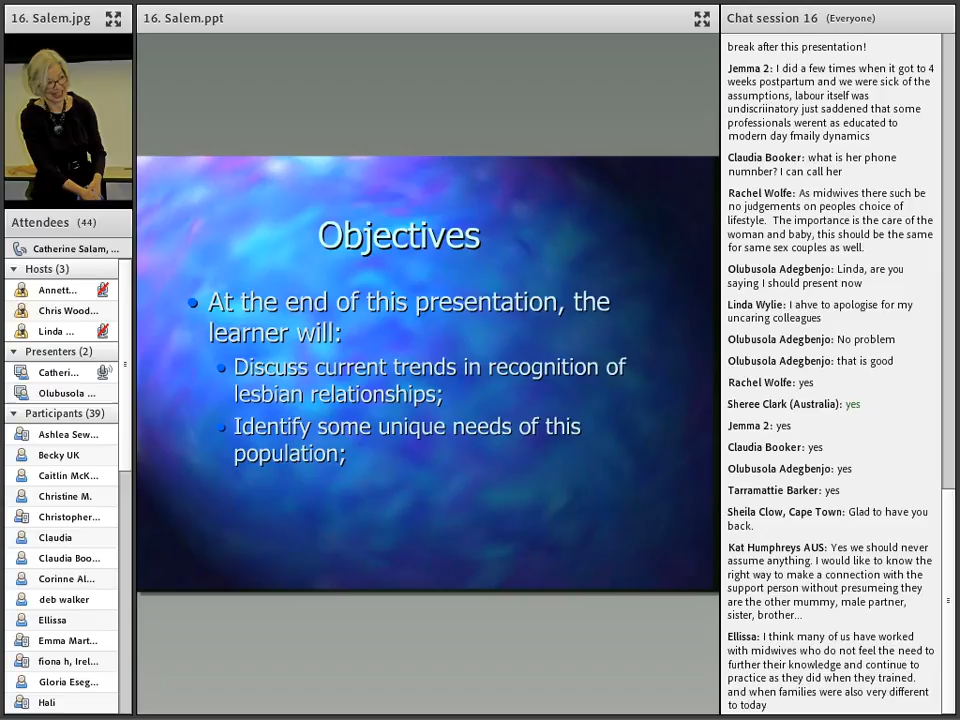 16. Salem.jpg
Attendees (44)
Catherine Salam, ...
Hosts (3)
Annett...
Chris Wood...
Linda ...
Presenters (2)
Catheri...
Olubusola ...
Participants (39)
Ashlea Sew...
Becky UK
Caitlin McK...
Christine M.
Christopher...
Claudia
Claudia Boo...
Corinne Al...
deb walker
Ellissa
Emma Mart...
fiona h, Irel...
Gloria Eseg...
Hali
16. Salem.ppt
Objectives
At the end of this presentation, the
learner will:
Discuss current trends in recognition of
lesbian relationships;
Identify some unique needs of this
population;
Chat session 16 (Everyone)
break after this presentation!
Jemma 2: I did a few times when it got to 4
weeks postpartum and we were sick of the
assumptions, labour itself was
undiscriinatory just saddened that some
professionals werent as educated to
modern day fmaily dynamics
Claudia Booker: what is her phone
numnber? I can call her
Rachel Wolfe: As midwives there such be
no judgements on peoples choice of
lifestyle. The importance is the care of the
woman and baby, this should be the same
for same sex couples as well.
Olubusola Adegbenjo: Linda, are you
saying I should present now
Linda Wylie: I ahve to apologise for my
uncaring colleagues
Olubusola Adegbenjo: No problem
Olubusola Adegbenjo: that is good
Rachel Wolfe: yes
Sheree Clark (Australia): yes
Jemma 2: yes
Claudia Booker: yes
Olubusola Adegbenjo: yes
Tarramattie Barker: yes
Sheila Clow, Cape Town: Glad to have you
back.
Kat Humphreys AUS: Yes we should never
assume anything. I would like to know the
right way to make a connection with the
support person without presumeing they
are the other mummy, male partner,
sister, brother...
Ellissa: I think many of us have worked
with midwives who do not feel the need to
further their knowledge and continue to
practice as they did when they trained.
and when families were also very different
to today